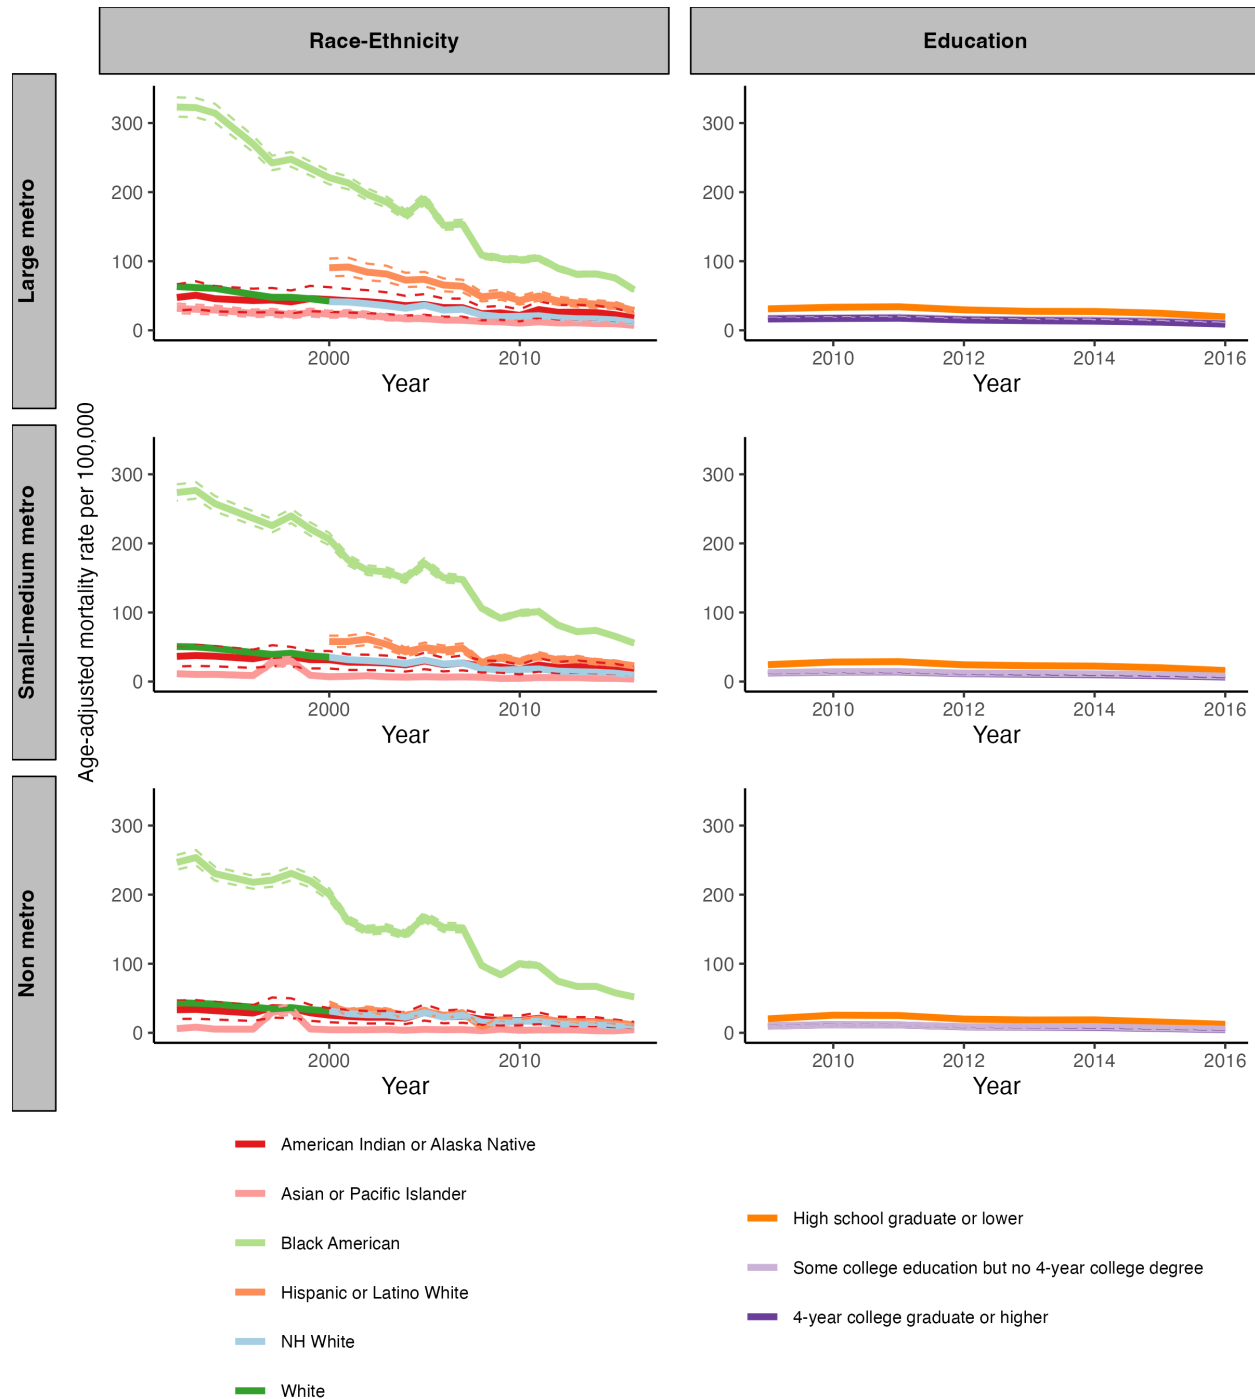 Race-Ethnicity
Education
Large metro
300
200
100
0
2000
2010
Year
300
200
100
0
2010
2012
2014
2016
Year
Age-adjusted mortality rate per 100,000
Small-medium metro
300
200
100
0
2000
2010
Year
300
200
100
0
2010
2012
2014
2016
Year
Non metro
300
200
100
0
2000
2010
Year
300
200
100
0
2010
2012
2014
2016
Year
American Indian or Alaska Native
Asian or Pacific Islander
Black American
Hispanic or Latino White
NH White
White
High school graduate or lower
Some college education but no 4-year college degree
4-year college graduate or higher